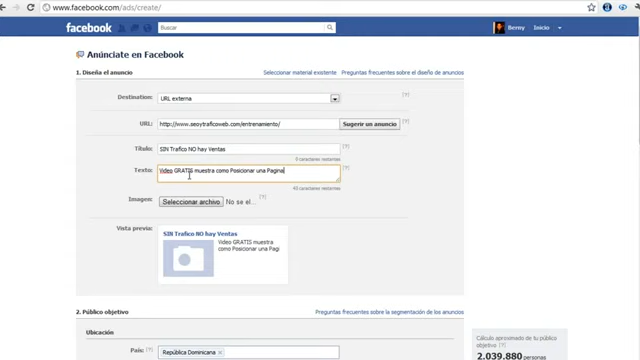 www.facebook.com/ads/create/
facebook
Buscar
Berny
Inicio
Anúnciate en Facebook
1. Diseña el anuncio
Seleccionar material existente
Preguntas frecuentes sobre el diseño de anuncios
Destination:
URL externa
[?]
URL:
http://www.seoytraficoweb.com/entrenamiento/
Sugerir un anuncio
[?]
Título:
SIN Trafico NO hay Ventas
[?]
9 caracteres restantes
Texto:
Video GRATIS muestra como Posicionar una Pagina
[?]
43 caracteres restantes
Imagen:
Seleccionar archivo
No se el...
[?]
Vista previa:
SIN Trafico NO hay Ventas
Video GRATIS muestra
como Posicionar una Pagi
2. Público objetivo
Preguntas frecuentes sobre la segmentación de los anuncios
Ubicación
País: [?]
República Dominicana ×
Cálculo aproximado de tu público
objetivo [?]
2.039.880 personas